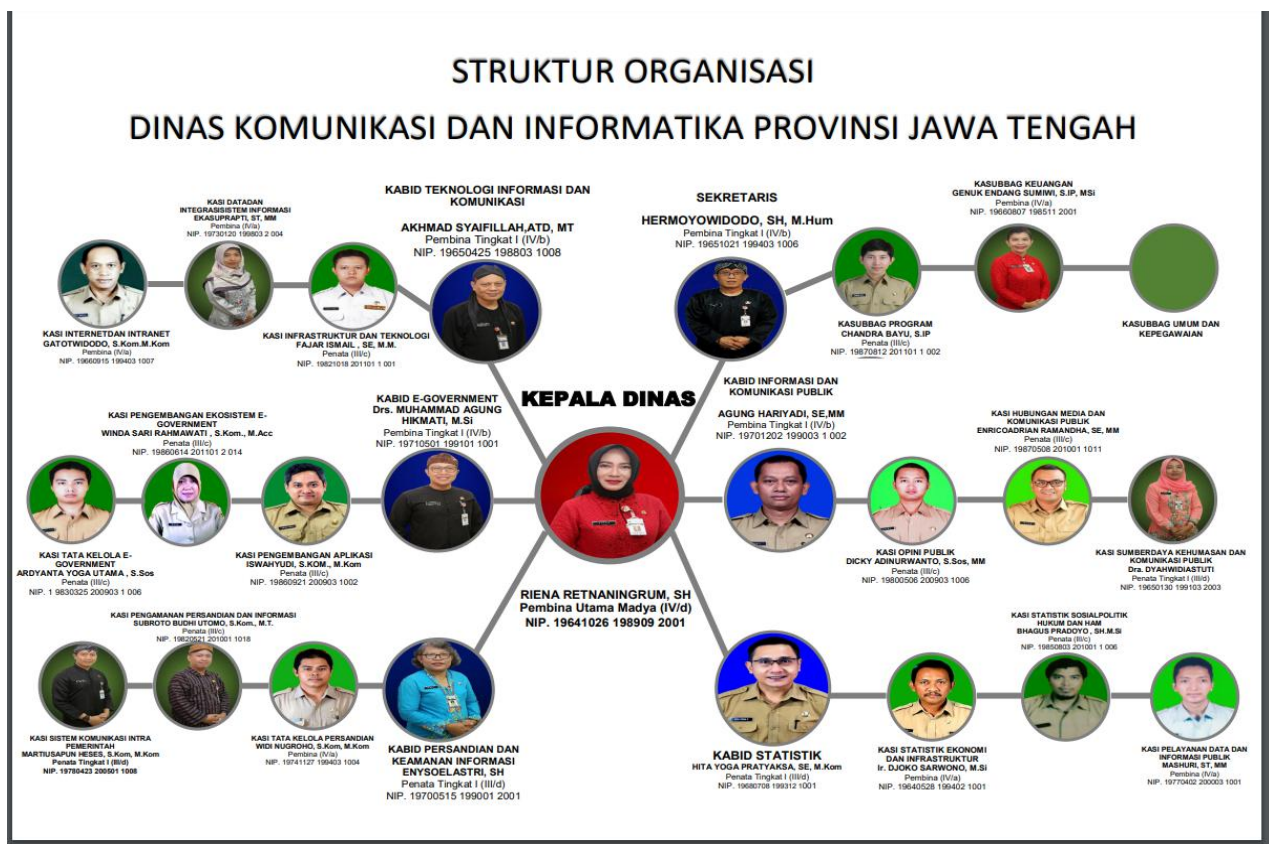 STRUKTUR ORGANISASI
DINAS KOMUNIKASI DAN INFORMATIKA PROVINSI JAWA TENGAH
KABID TEKNOLOGI INFORMASI DAN
KOMUNIKASI
AKHMAD SYAIFILLAH,ATD, MT
Pembina Tingkat I (IV/b)
NIP. 19650425 198803 1008
KASI DATADAN
INTEGRASISISTEM INFORMASI
EKASUPRAPTI, ST, MM
Pembina (IV/a)
NIP. 19730120 199803 2 004
KASI INTERNETDAN INTRANET
GATOTWIDODO, S.Kom.M.Kom
Pembina (IV/a)
NIP. 19660915 199403 1007
KASI INFRASTRUKTUR DAN TEKNOLOGI
FAJAR ISMAIL , SE, M.M.
Penata (III/c)
NIP. 19821018 201101 1 001
SEKRETARIS
HERMOYOWIDODO, SH, M.Hum
Pembina Tingkat I (IV/b)
NIP. 19651021 199403 1006
KASUBBAG KEUANGAN
GENUK ENDANG SUMIWI, S.IP, MSi
Pembina (IV/a)
NIP. 19660807 198511 2001
KASUBBAG PROGRAM
CHANDRA BAYU, S.IP
Penata (III/c)
NIP. 19870812 201101 1 002
KASUBBAG UMUM DAN
KEPEGAWAIAN
KEPALA DINAS
RIENA RETNANINGRUM, SH
Pembina Utama Madya (IV/d)
NIP. 19641026 198909 2001
KABID E-GOVERNMENT
Drs. MUHAMMAD AGUNG
HIKMATI, M.Si
Pembina Tingkat I (IV/b)
NIP. 19710501 199101 1001
KASI PENGEMBANGAN EKOSISTEM E-
GOVERNMENT
WINDA SARI RAHMAWATI , S.Kom., M.Acc
Penata (III/c)
NIP. 19860614 201101 2 014
KASI TATA KELOLA E-
GOVERNMENT
ARDYANTA YOGA UTAMA , S.Sos
Penata (III/c)
NIP. 1 9830325 200903 1 006
KASI PENGEMBANGAN APLIKASI
ISWAHYUDI, S.KOM., M.Kom
Penata (III/c)
NIP. 19860921 200903 1002
KABID INFORMASI DAN
KOMUNIKASI PUBLIK
AGUNG HARIYADI, SE,MM
Pembina Tingkat I (IV/b)
NIP. 19701202 199003 1 002
KASI HUBUNGAN MEDIA DAN
KOMUNIKASI PUBLIK
ENRICOADRIAN RAMANDHA, SE, MM
Penata (III/c)
NIP. 19870508 201001 1011
KASI OPINI PUBLIK
DICKY ADINURWANTO, S.Sos, MM
Penata (III/c)
NIP. 19800506 200903 1006
KASI SUMBERDAYA KEHUMASAN DAN
KOMUNIKASI PUBLIK
Dra. DYAHWIDIASTUTI
Penata Tingkat I (III/d)
NIP. 19650130 199103 2003
KASI PENGAMANAN PERSANDIAN DAN INFORMASI
SUBROTO BUDHI UTOMO, S.Kom., M.T.
Penata (III/c)
NIP. 19820521 201001 1018
KASI SISTEM KOMUNIKASI INTRA
PEMERINTAH
MARTIUSAPUN HESES, S.Kom, M.Kom
Penata Tingkat I (III/d)
NIP. 19780423 200501 1008
KASI TATA KELOLA PERSANDIAN
WIDI NUGROHO, S.Kom, M.Kom
Pembina (IV/a)
NIP. 19741127 199403 1004
KABID PERSANDIAN DAN
KEAMANAN INFORMASI
ENYSOELASTRI, SH
Penata Tingkat I (III/d)
NIP. 19700515 199001 2001
KABID STATISTIK
HITA YOGA PRATYAKSA, SE, M.Kom
Penata Tingkat I (III/d)
NIP. 19680708 199312 1001
KASI STATISTIK EKONOMI
DAN INFRASTRUKTUR
Ir. DJOKO SARWONO, M.Si
Pembina (IV/a)
NIP. 19640528 199402 1001
KASI STATISTIK SOSIALPOLITIK
HUKUM DAN HAM
BHAGUS PRADOYO , SH.M.Si
Penata (III/c)
NIP. 19850803 201001 1 006
KASI PELAYANAN DATA DAN
INFORMASI PUBLIK
MASHURI, ST, MM
Pembina (IV/a)
NIP. 19770402 200003 1001